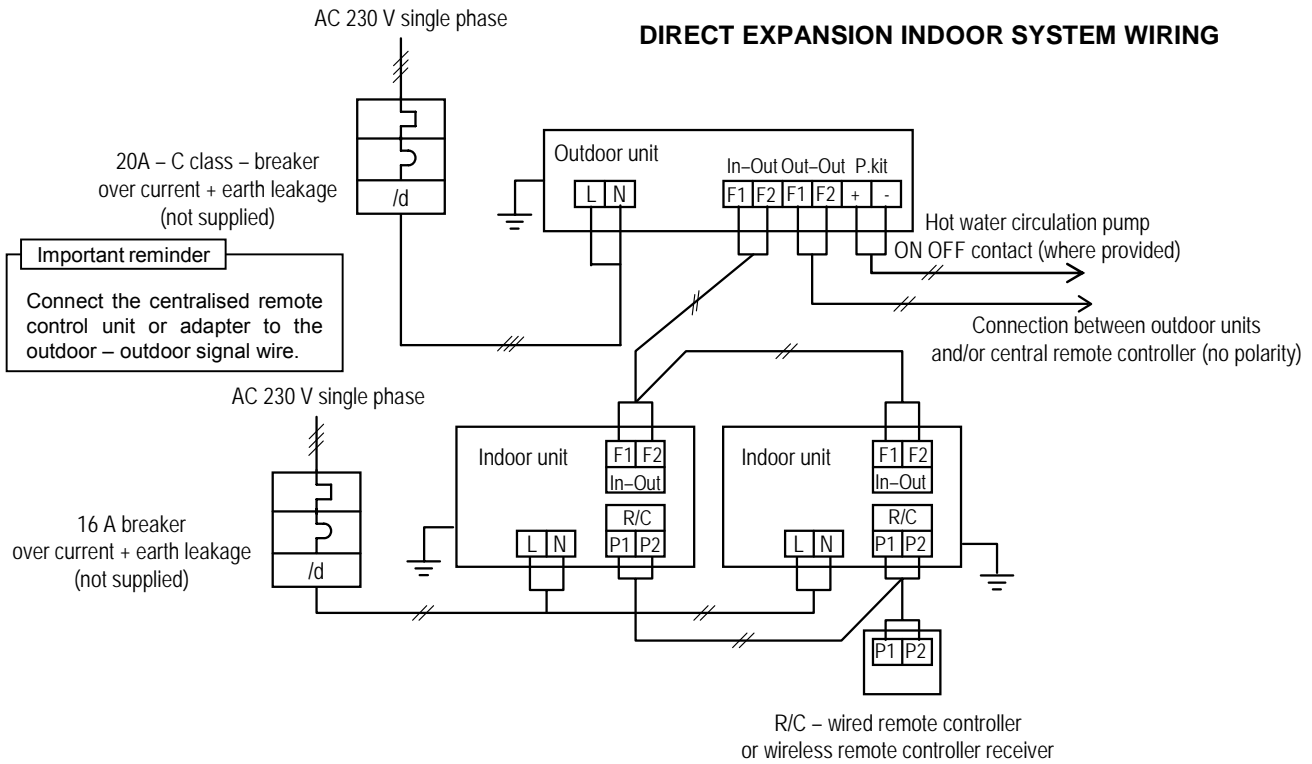 AC 230 V single phase
DIRECT EXPANSION INDOOR SYSTEM WIRING
20A – C class – breaker
over current + earth leakage
(not supplied)
/d
Important reminder
Connect the centralised remote
control unit or adapter to the
outdoor – outdoor signal wire.
Outdoor unit
In–Out Out–Out P.kit
L N
F1 F2 F1 F2 + -
Hot water circulation pump
ON OFF contact (where provided)
Connection between outdoor units
and/or central remote controller (no polarity)
AC 230 V single phase
16 A breaker
over current + earth leakage
(not supplied)
/d
Indoor unit
F1 F2
In–Out
R/C
L N
P1 P2
Indoor unit
F1 F2
In–Out
R/C
L N
P1 P2
P1 P2
R/C – wired remote controller
or wireless remote controller receiver